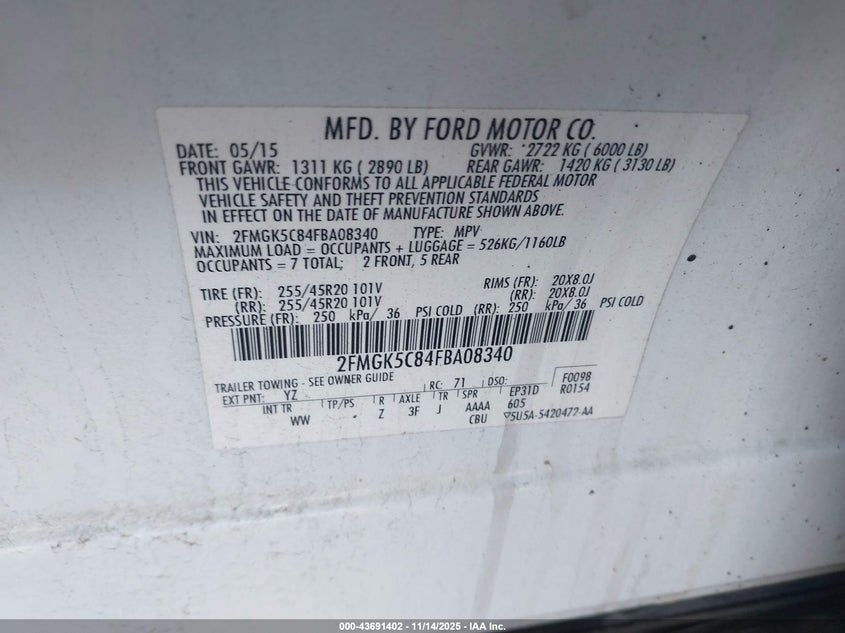 MFD. BY FORD MOTOR CO.
DATE: 05/15 GVWR: 2722 KG ( 6000 LB)
FRONT GAWR: 1311 KG ( 2890 LB) REAR GAWR: 1420 KG ( 3130 LB)
THIS VEHICLE CONFORMS TO ALL APPLICABLE FEDERAL MOTOR
VEHICLE SAFETY AND THEFT PREVENTION STANDARDS
IN EFFECT ON THE DATE OF MANUFACTURE SHOWN ABOVE.
VIN: 2FMGK5C84FBA08340 TYPE: MPV
MAXIMUM LOAD = OCCUPANTS + LUGGAGE = 526KG/1160LB
OCCUPANTS = 7 TOTAL; 2 FRONT, 5 REAR
TIRE (FR): 255/45R20 101V RIMS (FR): 20X8.0J
(RR): 255/45R20 101V (RR): 20X8.0J
PRESSURE (FR): 250 kPa/ 36 PSI COLD (RR): 250 kPa/ 36 PSI COLD
2FMGK5C84FBA08340
TRAILER TOWING - SEE OWNER GUIDE
EXT PNT: YZ RC: 71 DSO: F0098
INT TR TP/PS R AXLE TR SPR EP31D R0154
WW Z 3F J AAAA 605
CBU 5U5A-5420472-AA
000-43691402 - 11/14/2025 - IAA Inc.